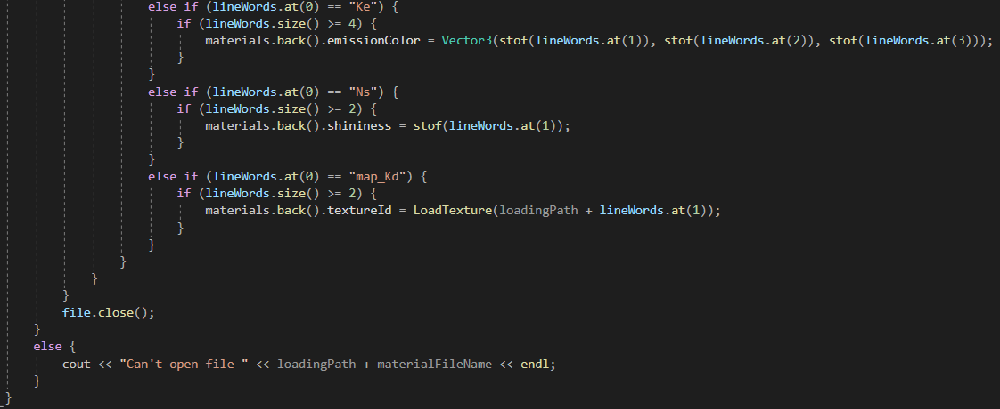 else if (lineWords.at(0) == "Ke") {
if (lineWords.size() >= 4) {
materials.back().emissionColor = Vector3(stof(lineWords.at(1)), stof(lineWords.at(2)), stof(lineWords.at(3)));
}
}
else if (lineWords.at(0) == "Ns") {
if (lineWords.size() >= 2) {
materials.back().shininess = stof(lineWords.at(1));
}
}
else if (lineWords.at(0) == "map_Kd") {
if (lineWords.size() >= 2) {
materials.back().textureId = LoadTexture(loadingPath + lineWords.at(1));
}
}
}
}
}
file.close();
}
else {
cout << "Can't open file " << loadingPath + materialFileName << endl;
}
}